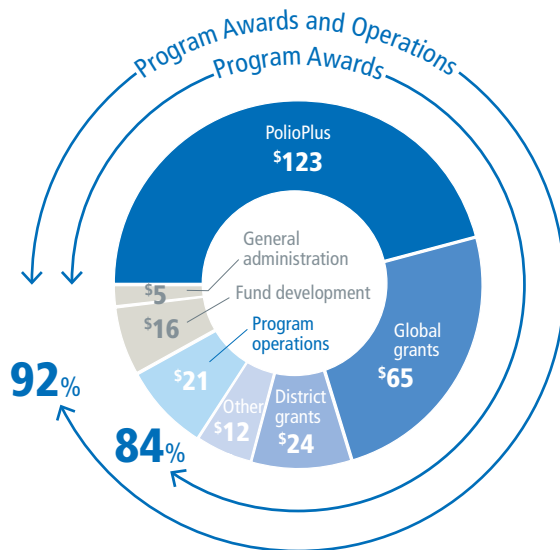 Program Awards and Operations
Program Awards
PolioPlus
$123
General
administration
$5
Fund development
$16
Program
operations
$21
Global
grants
$65
Other
$12
District
grants
$24
92%
84%